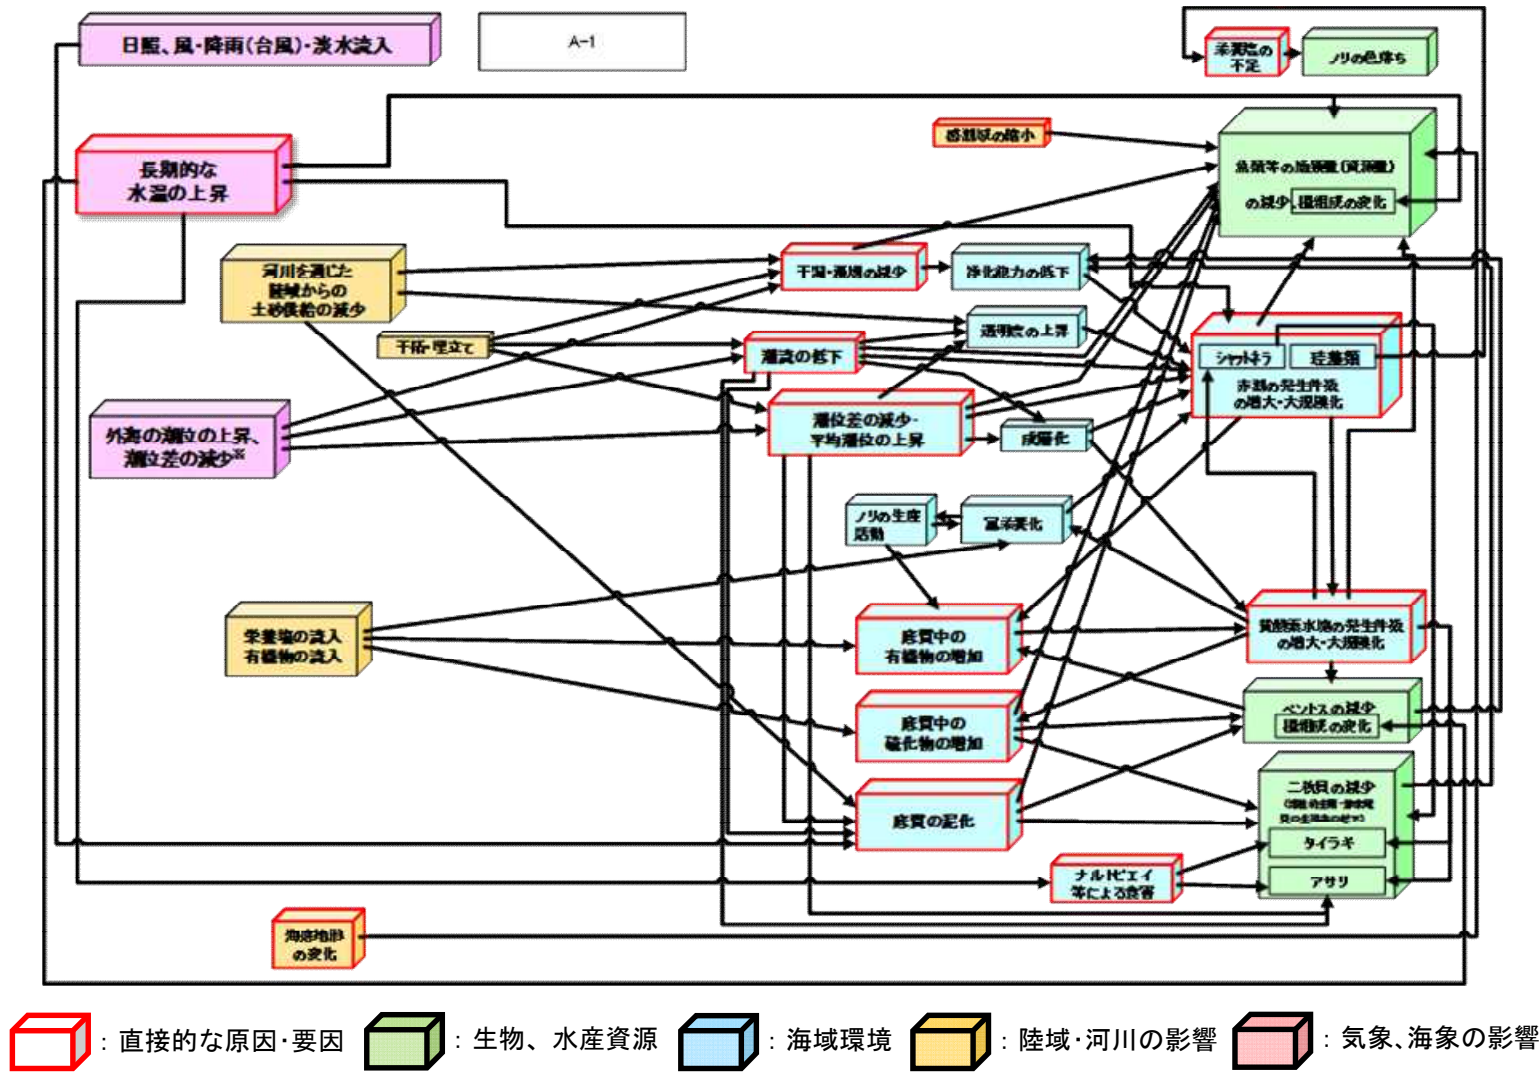 日照、風・降雨(台風)・淡水流入
A-1
栄養塩の
不足
ノリの色落ち
長期的な
水温の上昇
感潮域の縮小
魚類等の漁獲量(資源量)
の減少、種組成の変化
河川を通じた
陸域からの
土砂供給の減少
干潟・藻場の減少
浄化能力の低下
干拓・埋立て
潮流の低下
透明度の上昇
シャットネラ
珪藻類
赤潮の発生件数
の増大・大規模化
外海の潮位の上昇、
潮位差の減少※
潮位差の減少・
平均潮位の上昇
成層化
ノリの生産
活動
富栄養化
栄養塩の流入
有機物の流入
底質中の
有機物の増加
貧酸素水塊の発生件数
の増大・大規模化
底質中の
硫化物の増加
ベントスの減少
種組成の変化
底質の泥化
二枚貝の減少
タイラギ
アサリ
ナルトビエイ
等による食害
海底地形
の変化
:直接的な原因・要因
:生物、水産資源
:海域環境
:陸域・河川の影響
:気象、海象の影響